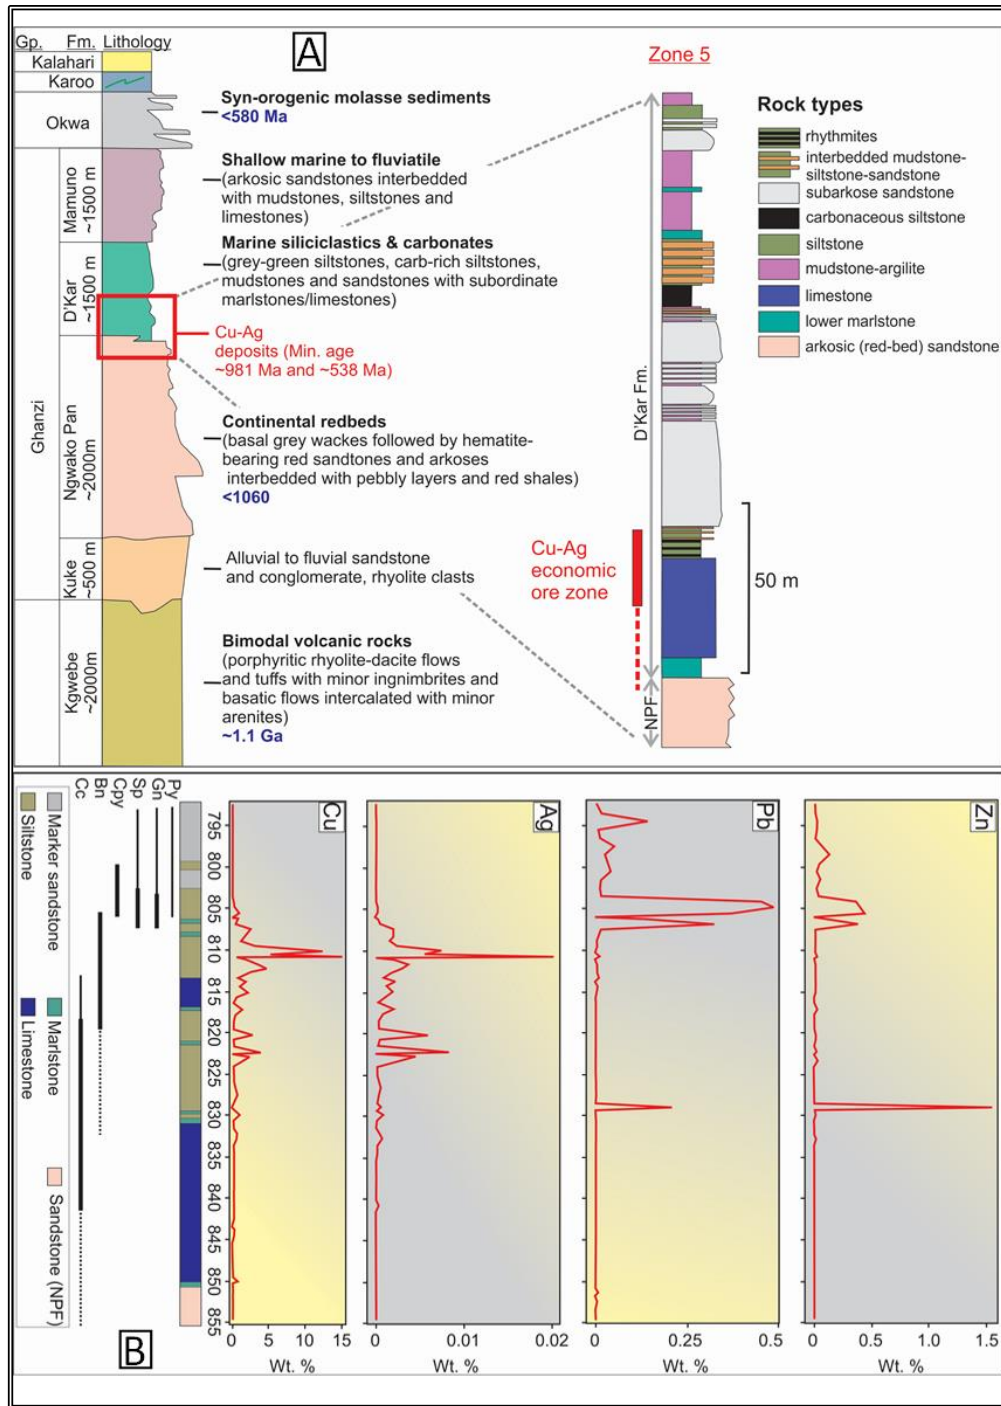 A
Gp. Fm. Lithology
Kalahari
Karoo
Okwa
Ghanzi
Mamuno
~1500 m
D'Kar
~1500 m
Ngwako Pan
~2000m
Kuke
~500 m
Kgwebe
~2000m
Syn-orogenic molasse sediments
<580 Ma
Shallow marine to fluviatile
(arkosic sandstones interbedded
with mudstones, siltstones and
limestones)
Marine siliciclastics & carbonates
(grey-green siltstones, carb-rich siltstones,
mudstones and sandstones with subordinate
marlstones/limestones)
Cu-Ag
deposits (Min. age
~981 Ma and ~538 Ma)
Continental redbeds
(basal grey wackes followed by hematite-
bearing red sandtones and arkoses
interbedded with pebbly layers and red shales)
<1060
Alluvial to fluvial sandstone
and conglomerate, rhyolite clasts
Bimodal volcanic rocks
(porphyritic rhyolite-dacite flows
and tuffs with minor ingnimbrites and
basatic flows intercalated with minor
arenites)
~1.1 Ga
Zone 5
D'Kar Fm.
NPF
Cu-Ag
economic
ore zone
50 m
Rock types
rhythmites
interbedded mudstone-
siltstone-sandstone
subarkose sandstone
carbonaceous siltstone
siltstone
mudstone-argilite
limestone
lower marlstone
arkosic (red-bed) sandstone
B
Cc
Bn
Cpy
Sp
Gn
Py
Marker sandstone
Siltstone
Marlstone
Limestone
Sandstone (NPF)
795
800
805
810
815
820
825
830
835
840
845
850
855
Cu
0 5 10 15
Wt. %
Ag
0 0.01 0.02
Wt. %
Pb
0 0.25 0.5
Wt. %
Zn
0 0.5 1.0 1.5
Wt. %